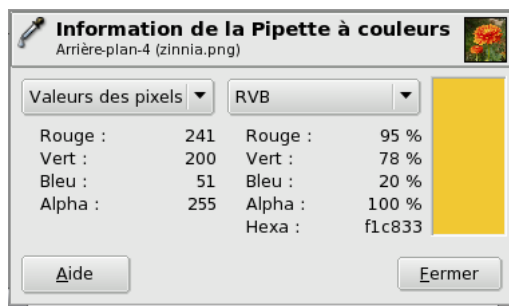 Information de la Pipette à couleurs
Arrière-plan-4 (zinnia.png)
Valeurs des pixels RVB
Rouge : 241 Rouge : 95 %
Vert : 200 Vert : 78 %
Bleu : 51 Bleu : 20 %
Alpha : 255 Alpha : 100 %
Hexa : f1c833
Aide Fermer